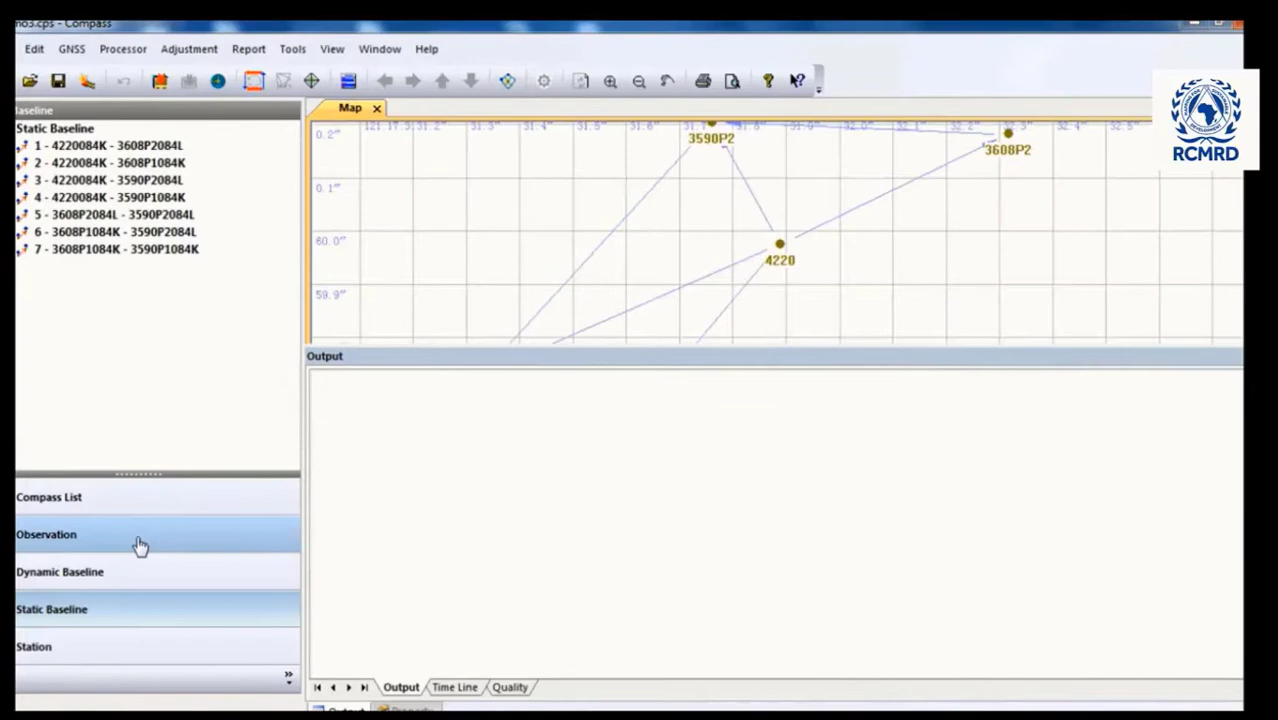 no3.cps - Compass
Edit GNSS Processor Adjustment Report Tools View Window Help
Baseline
Static Baseline
1 - 4220084K - 3608P2084L
2 - 4220084K - 3608P1084K
3 - 4220084K - 3590P2084L
4 - 4220084K - 3590P1084K
5 - 3608P2084L - 3590P2084L
6 - 3608P1084K - 3590P2084L
7 - 3608P1084K - 3590P1084K
Compass List
Observation
Dynamic Baseline
Static Baseline
Station
Map
0.2"
0.1"
60.0"
59.9"
3590P2
3608P2
4220
RCMRD
Output
Output Time Line Quality